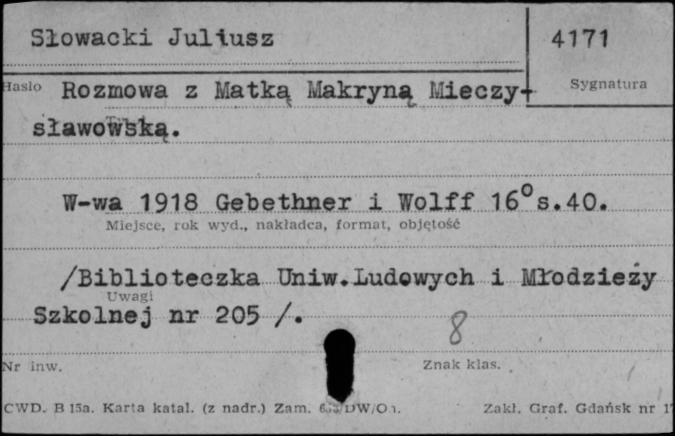 Słowacki Juliusz
4171
Hasło
Sygnatura
Rozmowa z Matką Makryną Mieczy-
sławowską.
W-wa 1918 Gebethner i Wolff 16° s.40.
Miejsce, rok wyd., nakładca, format, objętość
/Biblioteczka Uniw.Ludowych i Młodzieży
Uwagi
Szkolnej nr 205 /.
8
Nr inw.
Znak klas.
CWD. B 15a. Karta katal. (z nadr.) Zam.
Zakł. Graf. Gdańsk nr